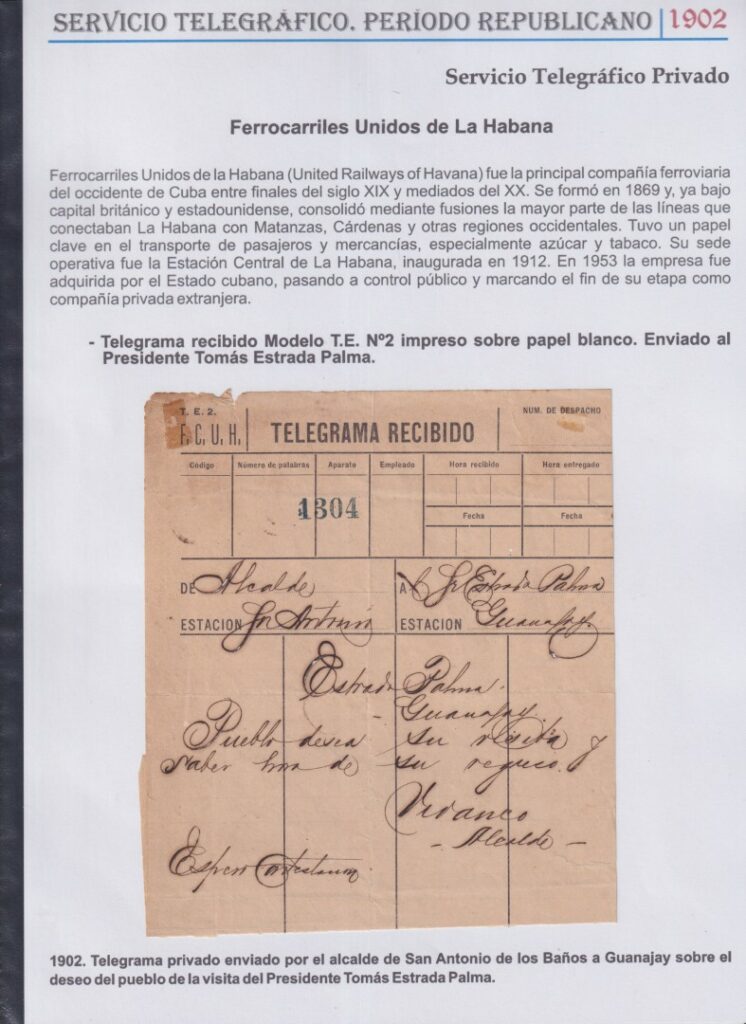 SERVICIO TELEGRÁFICO. PERÍODO REPUBLICANO | 1902
Servicio Telegráfico Privado
Ferrocarriles Unidos de La Habana
Ferrocarriles Unidos de la Habana (United Railways of Havana) fue la principal compañía ferroviaria
del occidente de Cuba entre finales del siglo XIX y mediados del XX. Se formó en 1869 y, ya bajo
capital británico y estadounidense, consolidó mediante fusiones la mayor parte de las líneas que
conectaban La Habana con Matanzas, Cárdenas y otras regiones occidentales. Tuvo un papel
clave en el transporte de pasajeros y mercancías, especialmente azúcar y tabaco. Su sede
operativa fue la Estación Central de La Habana, inaugurada en 1912. En 1953 la empresa fue
adquirida por el Estado cubano, pasando a control público y marcando el fin de su etapa como
compañía privada extranjera.
- Telegrama recibido Modelo T.E. Nº2 impreso sobre papel blanco. Enviado al
Presidente Tomás Estrada Palma.
T. E. 2.
F. C. U. H.
TELEGRAMA RECIBIDO
NUM. DE DESPACHO
Código
Número de palabras
Aparato
Empleado
Hora recibido
Hora entregado
1304
Fecha
Fecha
DE Alcalde
A Sr Estrada Palma
ESTACION Sn Antonio
ESTACION Guanajay
Estrada Palma.
Guanajay.
Pueblo desea su visita y
saber hora de su
Vivanco
- Alcalde -
Espero contestacion
1902. Telegrama privado enviado por el alcalde de San Antonio de los Baños a Guanajay sobre el
deseo del pueblo de la visita del Presidente Tomás Estrada Palma.